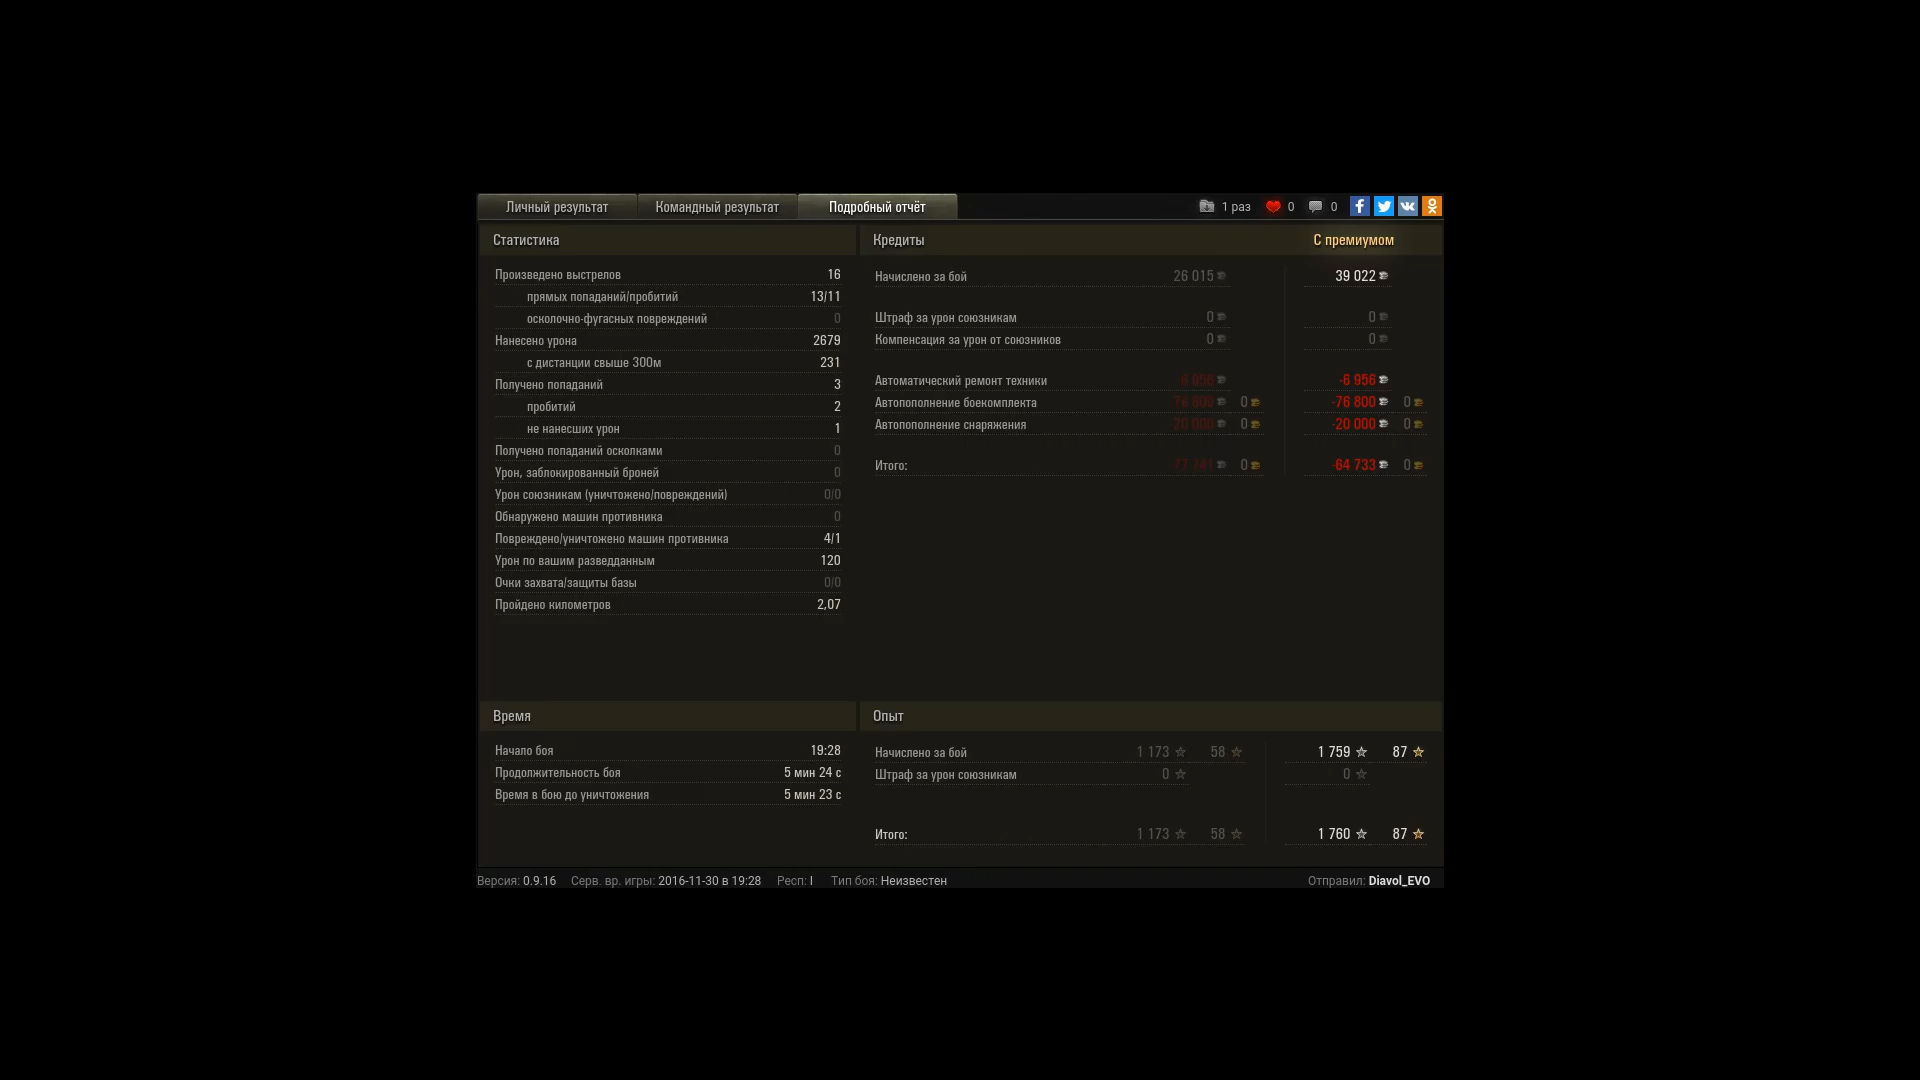 Личный результат Командный результат Подробный отчёт 1 раз 0 0
Статистика
Произведено выстрелов 16
прямых попаданий/пробитий 13/11
осколочно-фугасных повреждений 0
Нанесено урона 2679
с дистанции свыше 300м 231
Получено попаданий 3
пробитий 2
не нанесших урон 1
Получено попаданий осколками 0
Урон, заблокированный броней 0
Урон союзникам (уничтожено/повреждений) 0/0
Обнаружено машин противника 0
Повреждено/уничтожено машин противника 4/1
Урон по вашим разведданным 120
Очки захвата/защиты базы 0/0
Пройдено километров 2,07
Кредиты С премиумом
Начислено за бой 26 015 39 022
Штраф за урон союзникам 0 0
Компенсация за урон от союзников 0 0
Автоматический ремонт техники -6 956 -6 956
Автопополнение боекомплекта -76 800 0 -76 800 0
Автопополнение снаряжения -20 000 0 -20 000 0
Итого: -77 741 0 -64 733 0
Время
Начало боя 19:28
Продолжительность боя 5 мин 24 с
Время в бою до уничтожения 5 мин 23 с
Опыт
Начислено за бой 1 173 58 1 759 87
Штраф за урон союзникам 0 0
Итого: 1 173 58 1 760 87
Версия: 0.9.16 Серв. вр. игры: 2016-11-30 в 19:28 Респ: I Тип боя: Неизвестен Отправил: Diavol_EVO